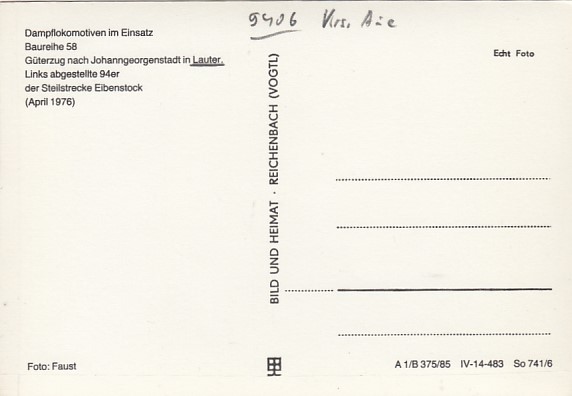 9406 Krs. Aue
Dampflokomotiven im Einsatz
Baureihe 58
Güterzug nach Johanngeorgenstadt in Lauter.
Links abgestellte 94er
der Steilstrecke Eibenstock
(April 1976)
Echt Foto
BILD UND HEIMAT · REICHENBACH (VOGTL)
Foto: Faust
A 1/B 375/85 IV-14-483 So 741/6